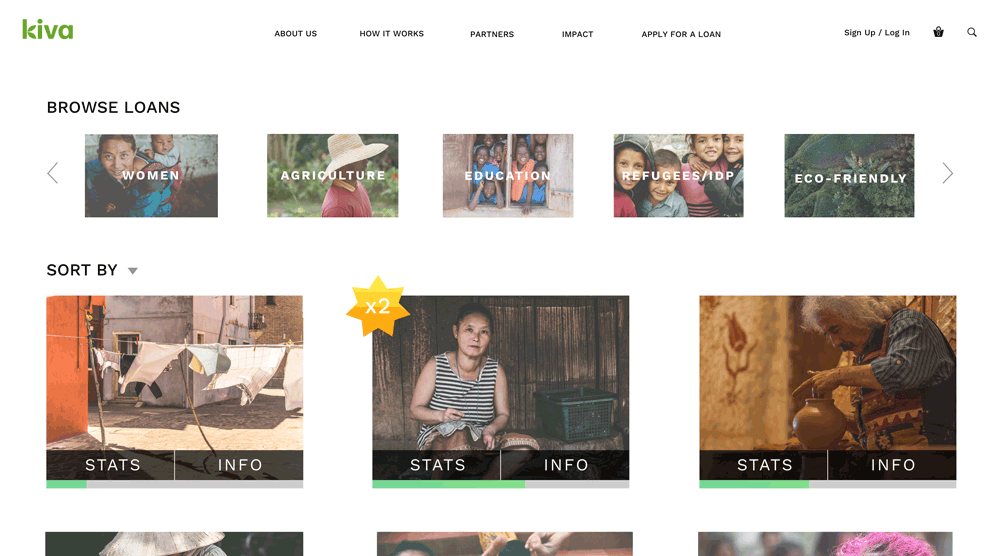 kiva
ABOUT US
HOW IT WORKS
PARTNERS
IMPACT
APPLY FOR A LOAN
Sign Up / Log In
BROWSE LOANS
WOMEN
AGRICULTURE
EDUCATION
REFUGEES/IDP
ECO-FRIENDLY
SORT BY
x2
STATS
INFO
STATS
INFO
STATS
INFO